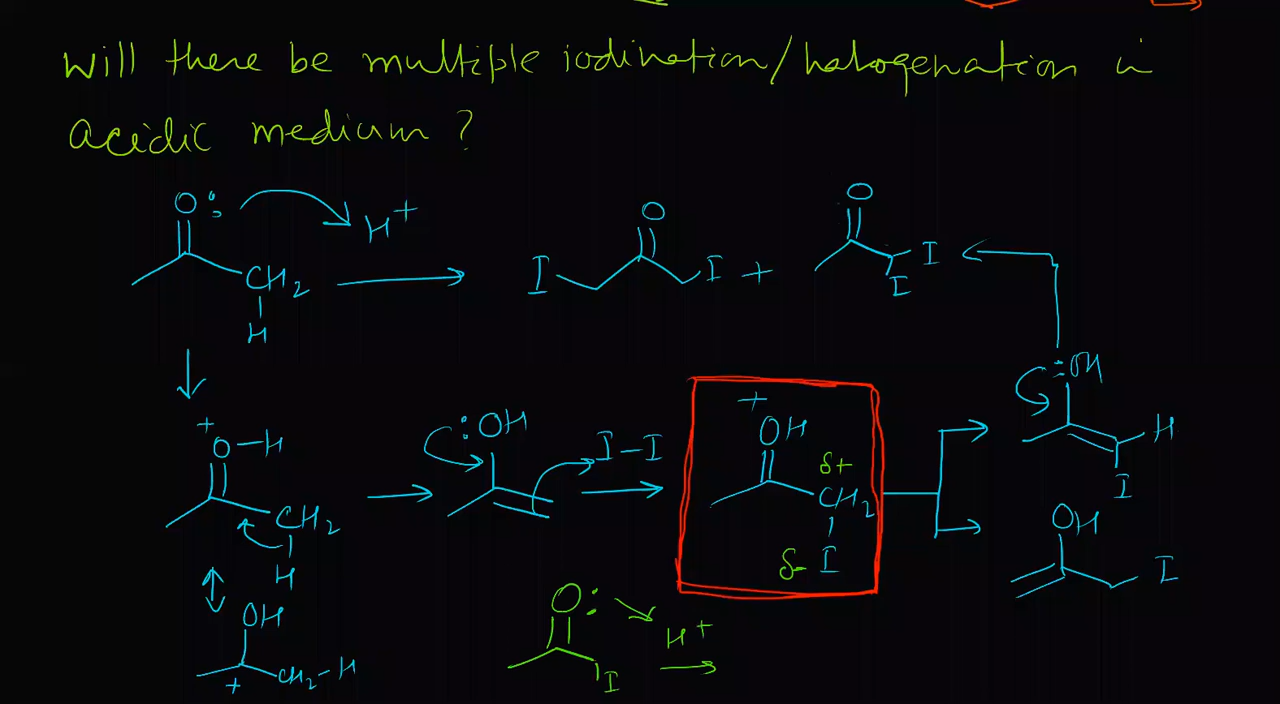 Will there be multiple iodination/halogenation in
acidic medium?
O: H+
CH2
H
O
I I +
O
I
I
:OH
H
I
+
O-H
CH2
H
:OH
I-I
+
OH
δ+
CH2
δ- I
OH
I
OH
CH2-H
+
O:
H+
I